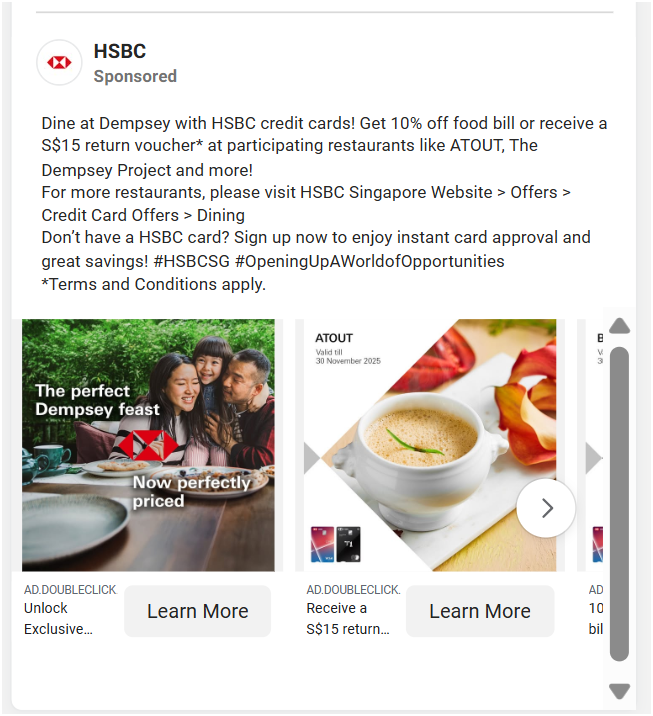 HSBC
Sponsored
Dine at Dempsey with HSBC credit cards! Get 10% off food bill or receive a
S$15 return voucher* at participating restaurants like ATOUT, The
Dempsey Project and more!
For more restaurants, please visit HSBC Singapore Website > Offers >
Credit Card Offers > Dining
Don’t have a HSBC card? Sign up now to enjoy instant card approval and
great savings! #HSBCSG #OpeningUpAWorldofOpportunities
*Terms and Conditions apply.
The perfect
Dempsey feast
Now perfectly
priced
AD.DOUBLECLICK.
Unlock
Exclusive...
Learn More
ATOUT
Valid till
30 November 2025
AD.DOUBLECLICK.
Receive a
S$15 return...
Learn More
AD
10
bil